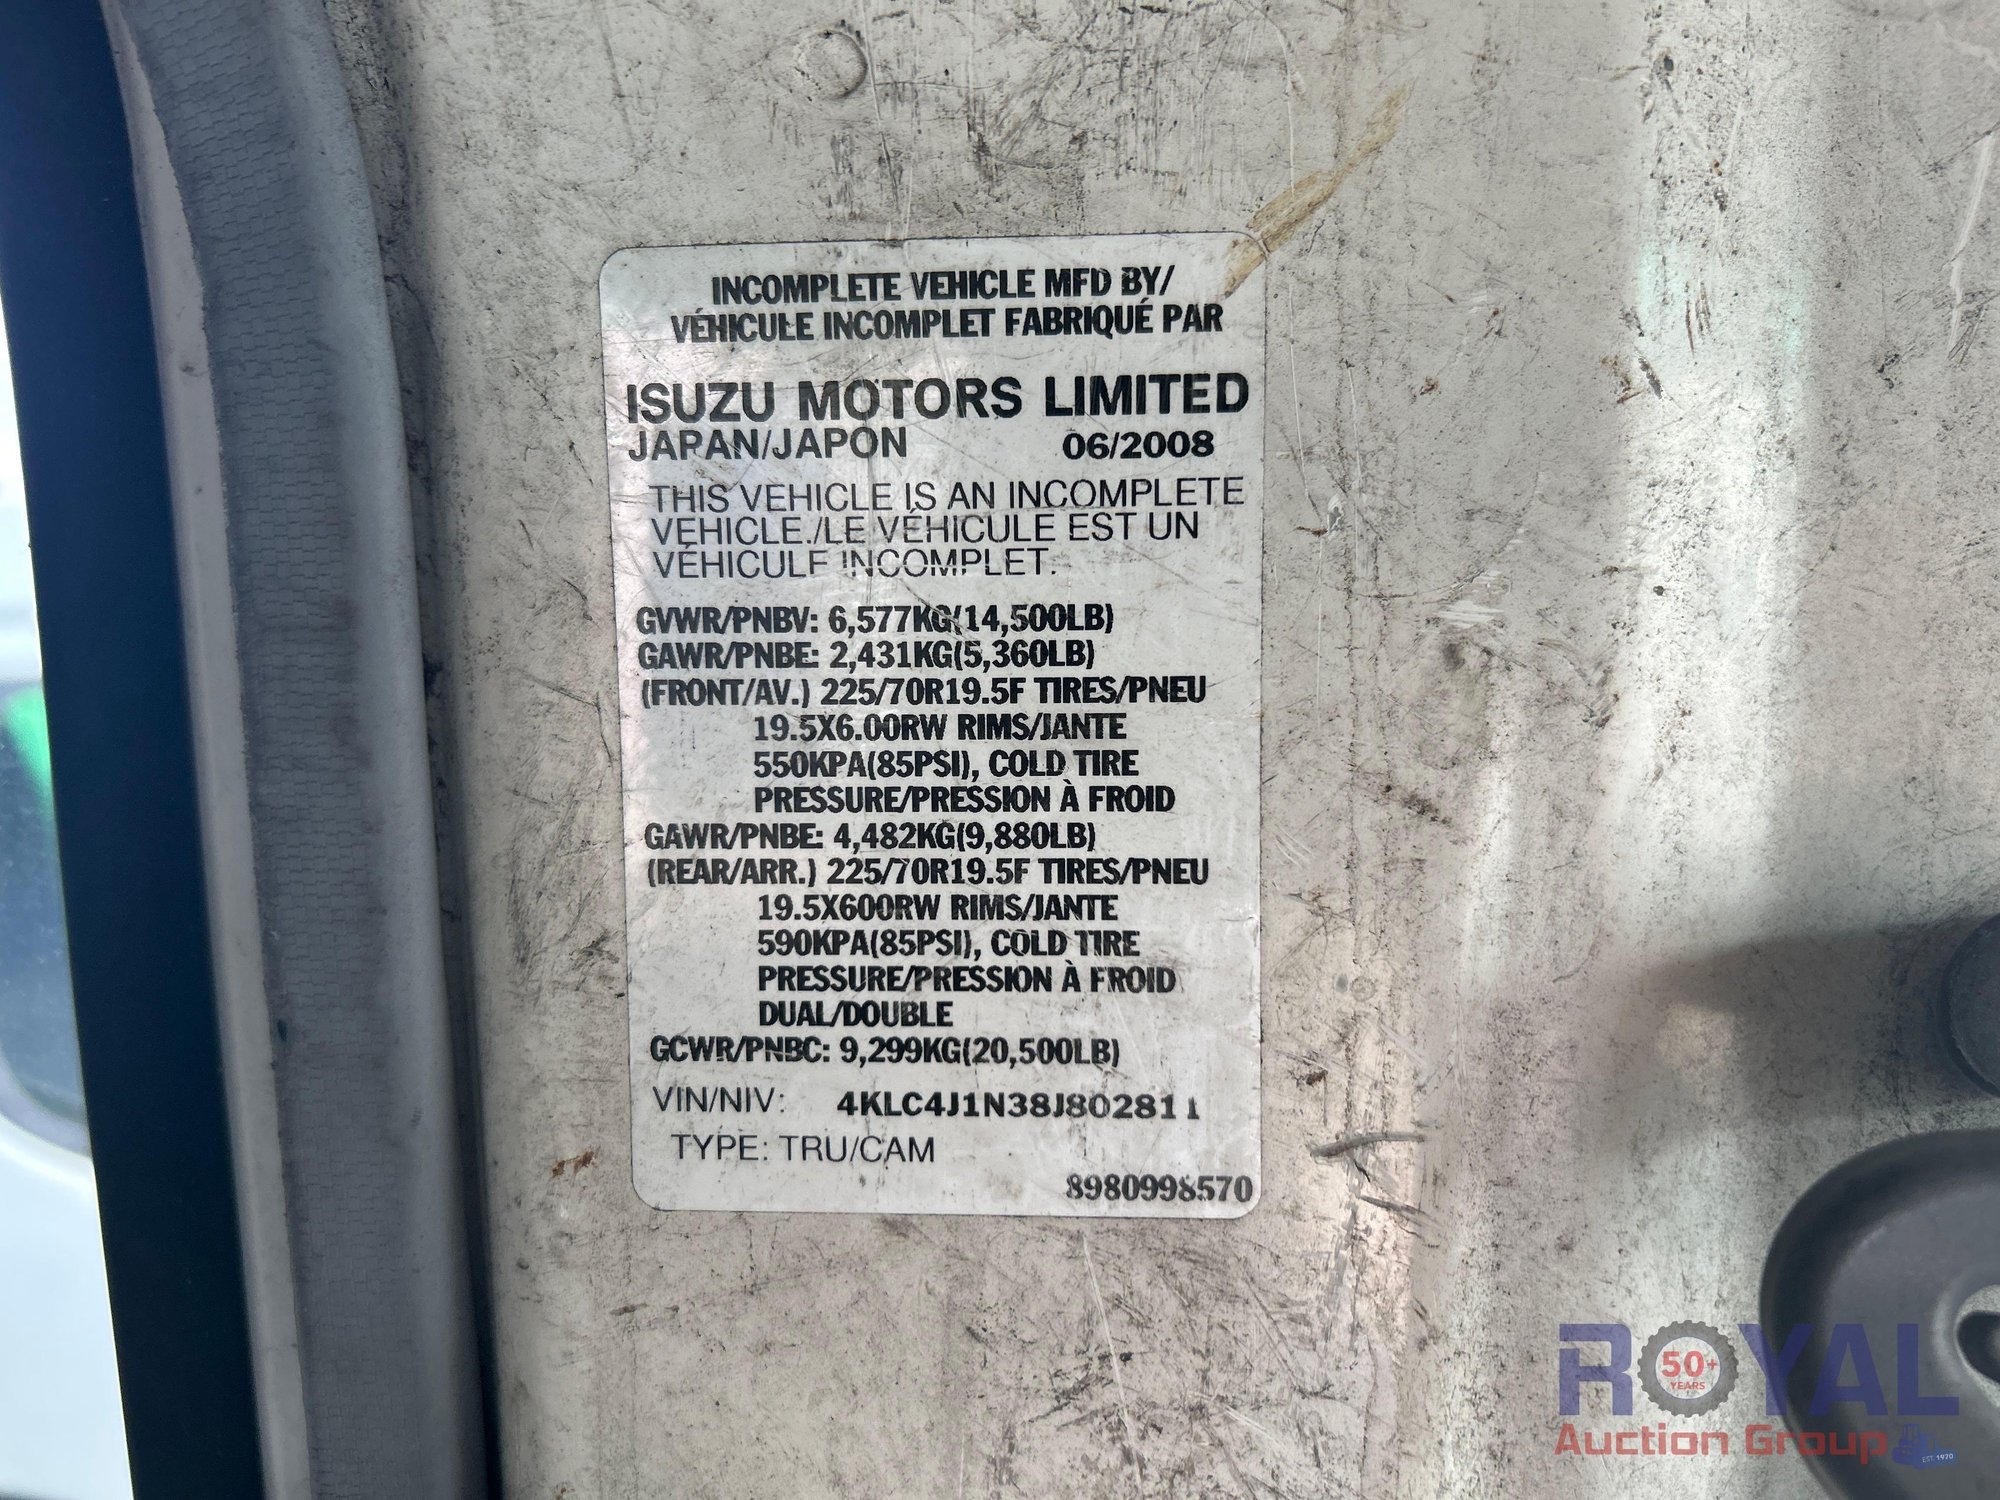 INCOMPLETE VEHICLE MFD BY/
VÉHICULE INCOMPLET FABRIQUÉ PAR
ISUZU MOTORS LIMITED
JAPAN/JAPON 06/2008
THIS VEHICLE IS AN INCOMPLETE
VEHICLE./LE VÉHICULE EST UN
VÉHICULE INCOMPLET.
GVWR/PNBV: 6,577KG(14,500LB)
GAWR/PNBE: 2,431KG(5,360LB)
(FRONT/AV.) 225/70R19.5F TIRES/PNEU
19.5X6.00RW RIMS/JANTE
550KPA(85PSI), COLD TIRE
PRESSURE/PRESSION À FROID
GAWR/PNBE: 4,482KG(9,880LB)
(REAR/ARR.) 225/70R19.5F TIRES/PNEU
19.5X600RW RIMS/JANTE
590KPA(85PSI), COLD TIRE
PRESSURE/PRESSION À FROID
DUAL/DOUBLE
GCWR/PNBC: 9,299KG(20,500LB)
VIN/NIV: 4KLC4J1N38J802811
TYPE: TRU/CAM
8980998570
ROYAL
50+
YEARS
Auction Group
EST. 1970